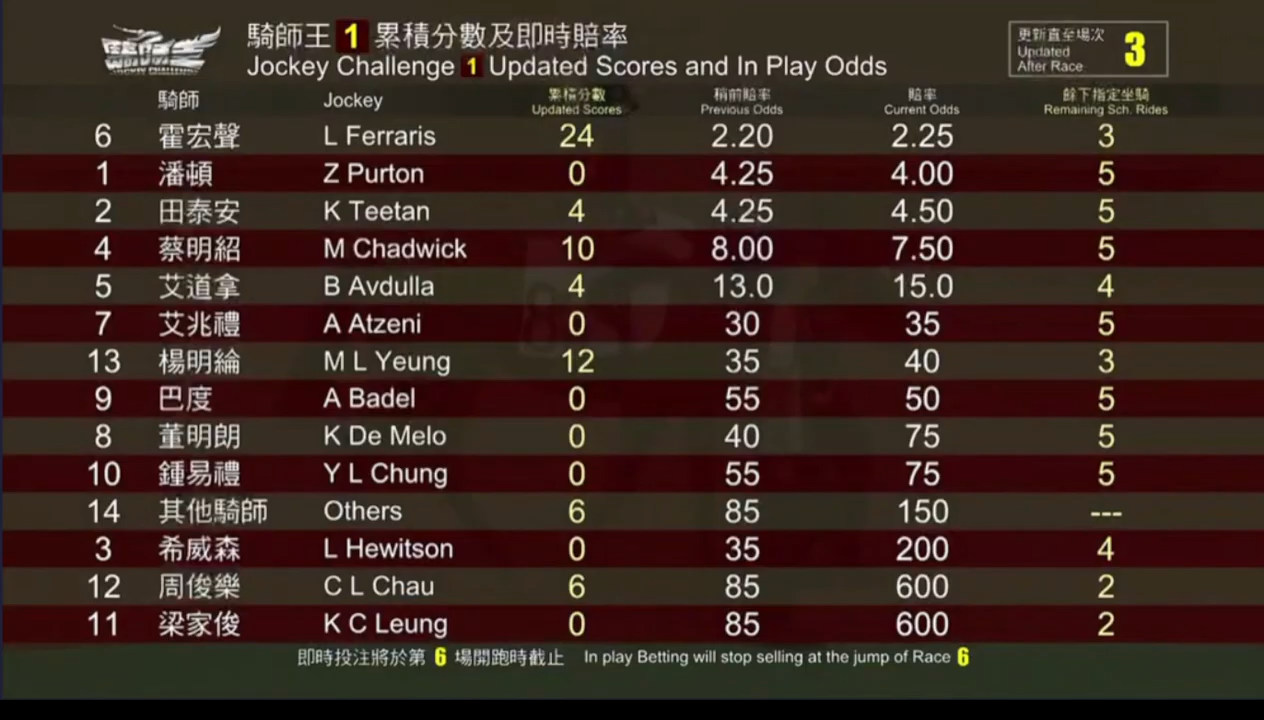 騎師王 1 累積分數及即時賠率
Jockey Challenge 1 Updated Scores and In Play Odds
騎師王
JOCKEY CHALLENGE
更新直至場次
Updated
After Race
3
騎師 Jockey 累積分數 Updated Scores 稍前賠率 Previous Odds 賠率 Current Odds 餘下指定坐騎 Remaining Sch. Rides
6 霍宏聲 L Ferraris 24 2.20 2.25 3
1 潘頓 Z Purton 0 4.25 4.00 5
2 田泰安 K Teetan 4 4.25 4.50 5
4 蔡明紹 M Chadwick 10 8.00 7.50 5
5 艾道拿 B Avdulla 4 13.0 15.0 4
7 艾兆禮 A Atzeni 0 30 35 5
13 楊明綸 M L Yeung 12 35 40 3
9 巴度 A Badel 0 55 50 5
8 董明朗 K De Melo 0 40 75 5
10 鍾易禮 Y L Chung 0 55 75 5
14 其他騎師 Others 6 85 150 ---
3 希威森 L Hewitson 0 35 200 4
12 周俊樂 C L Chau 6 85 600 2
11 梁家俊 K C Leung 0 85 600 2
即時投注將於第 6 場開跑時截止 In play Betting will stop selling at the jump of Race 6